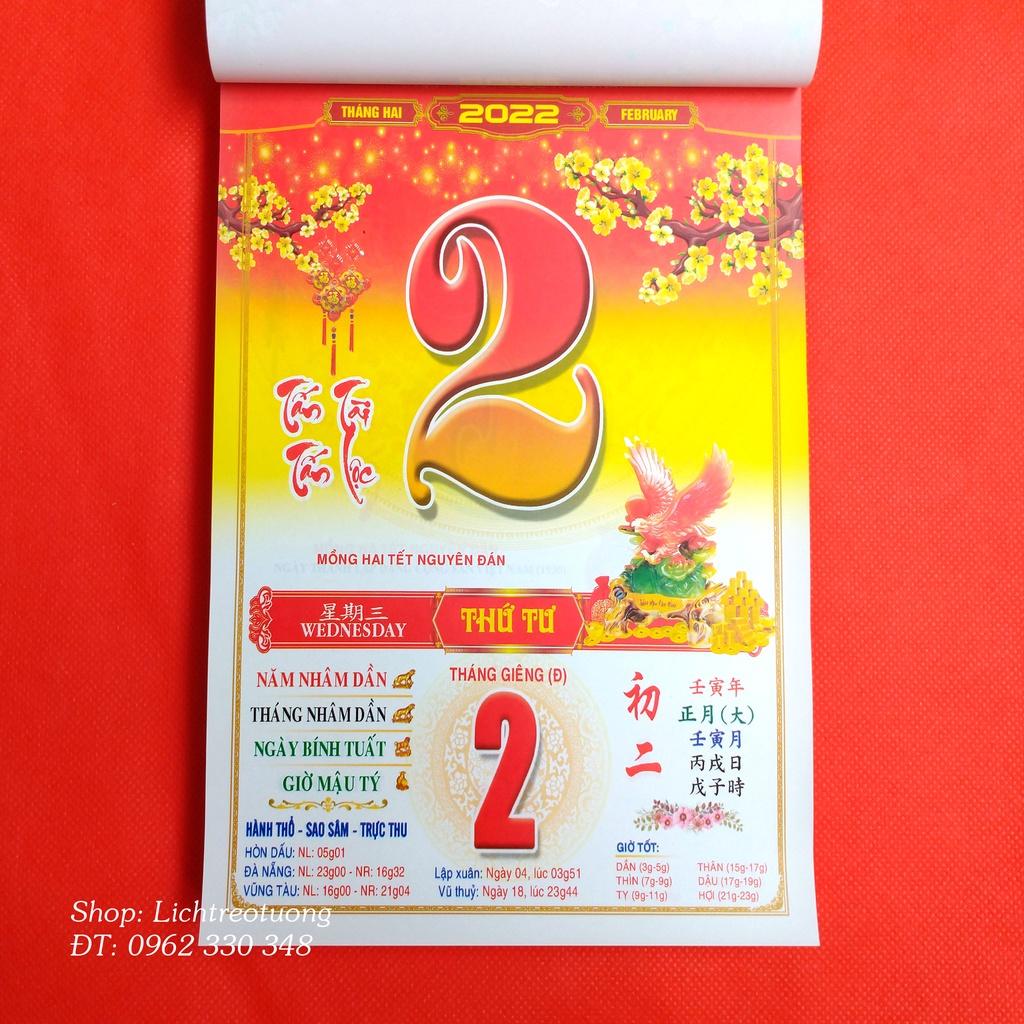 THÁNG HAI
2022
FEBRUARY
2
Tấn Tài
Tấn Lộc
MỒNG HAI TẾT NGUYÊN ĐÁN
星期三
WEDNESDAY
THỨ TƯ
NĂM NHÂM DẦN
THÁNG NHÂM DẦN
NGÀY BÍNH TUẤT
GIỜ MẬU TÝ
HÀNH THỔ - SAO SÂM - TRỰC THU
HÒN DẤU: NL: 05g01
ĐÀ NẴNG: NL: 23g00 - NR: 16g32
VŨNG TÀU: NL: 16g00 - NR: 21g04
THÁNG GIÊNG (Đ)
2
Lập xuân: Ngày 04, lúc 03g51
Vũ thuỷ: Ngày 18, lúc 23g44
初二
壬寅年
正月(大)
壬寅月
丙戌日
戊子時
GIỜ TỐT:
DẦN (3g-5g) THÂN (15g-17g)
THÌN (7g-9g) DẬU (17g-19g)
TỴ (9g-11g) HỢI (21g-23g)
Shop: Lichtreotuong
ĐT: 0962 330 348